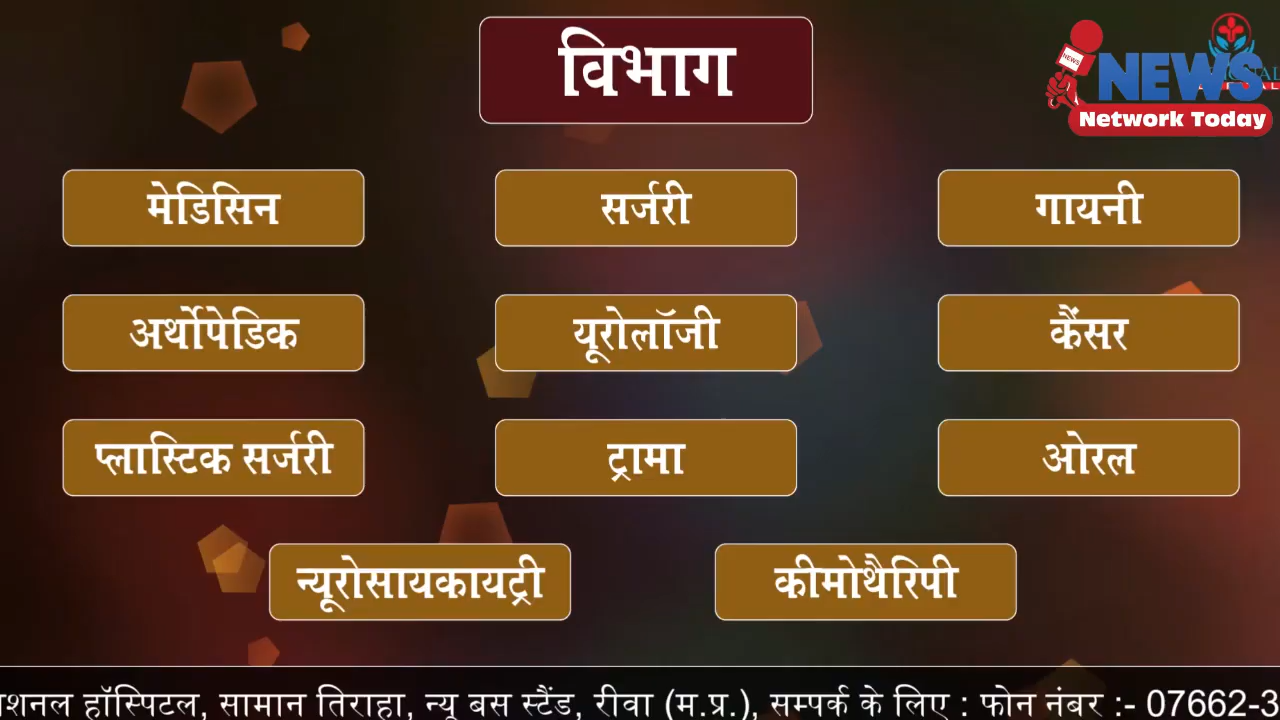 विभाग
NEWS
NEWS
Network Today
मेडिसिन
सर्जरी
गायनी
अर्थोपेडिक
यूरोलॉजी
कैंसर
प्लास्टिक सर्जरी
ट्रामा
ओरल
न्यूरोसायकायट्री
कीमोथैरिपी
हॉस्पिटल, सामान तिराहा, न्यू बस स्टैंड, रीवा (म.प्र.), सम्पर्क के लिए : फोन नंबर :- 07662-3